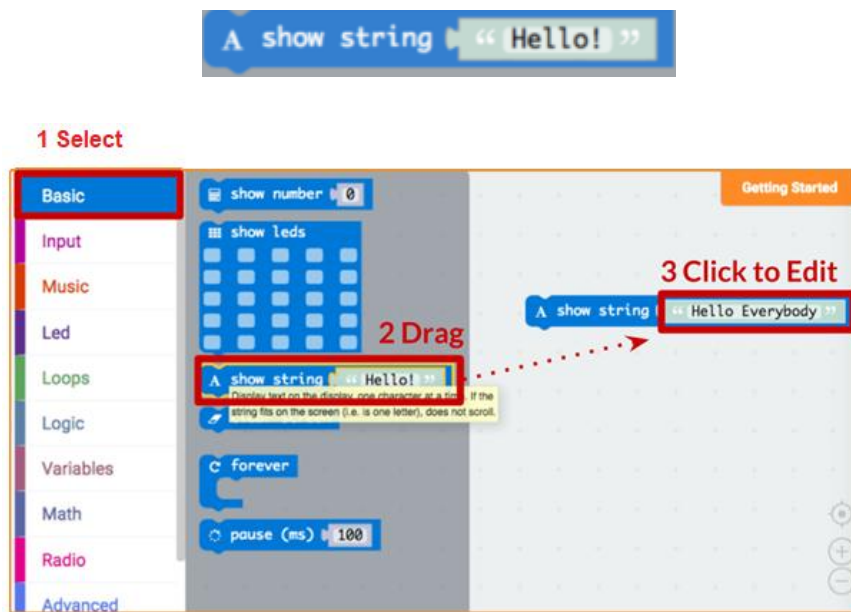 A show string “ Hello! ”
1 Select
Basic
Input
Music
Led
Loops
Logic
Variables
Math
Radio
Advanced
show number 0
show leds
2 Drag
A show string “ Hello! ”
Display text on the display, one character at a time. If the
string fits on the screen (i.e. is one letter), does not scroll.
forever
pause (ms) 100
Getting Started
3 Click to Edit
A show string “ Hello Everybody ”